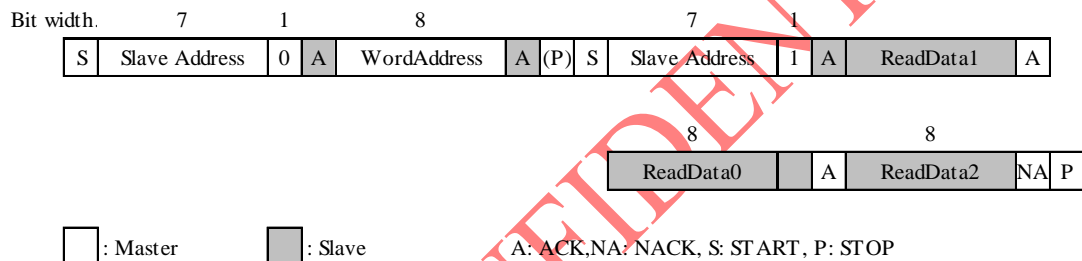 Bit width. 7 1 8 7 1
S Slave Address 0 A WordAddress A (P) S Slave Address 1 A ReadData1 A
8 8
ReadData0 A ReadData2 NA P
: Master : Slave A: ACK,NA: NACK, S: START, P: STOP